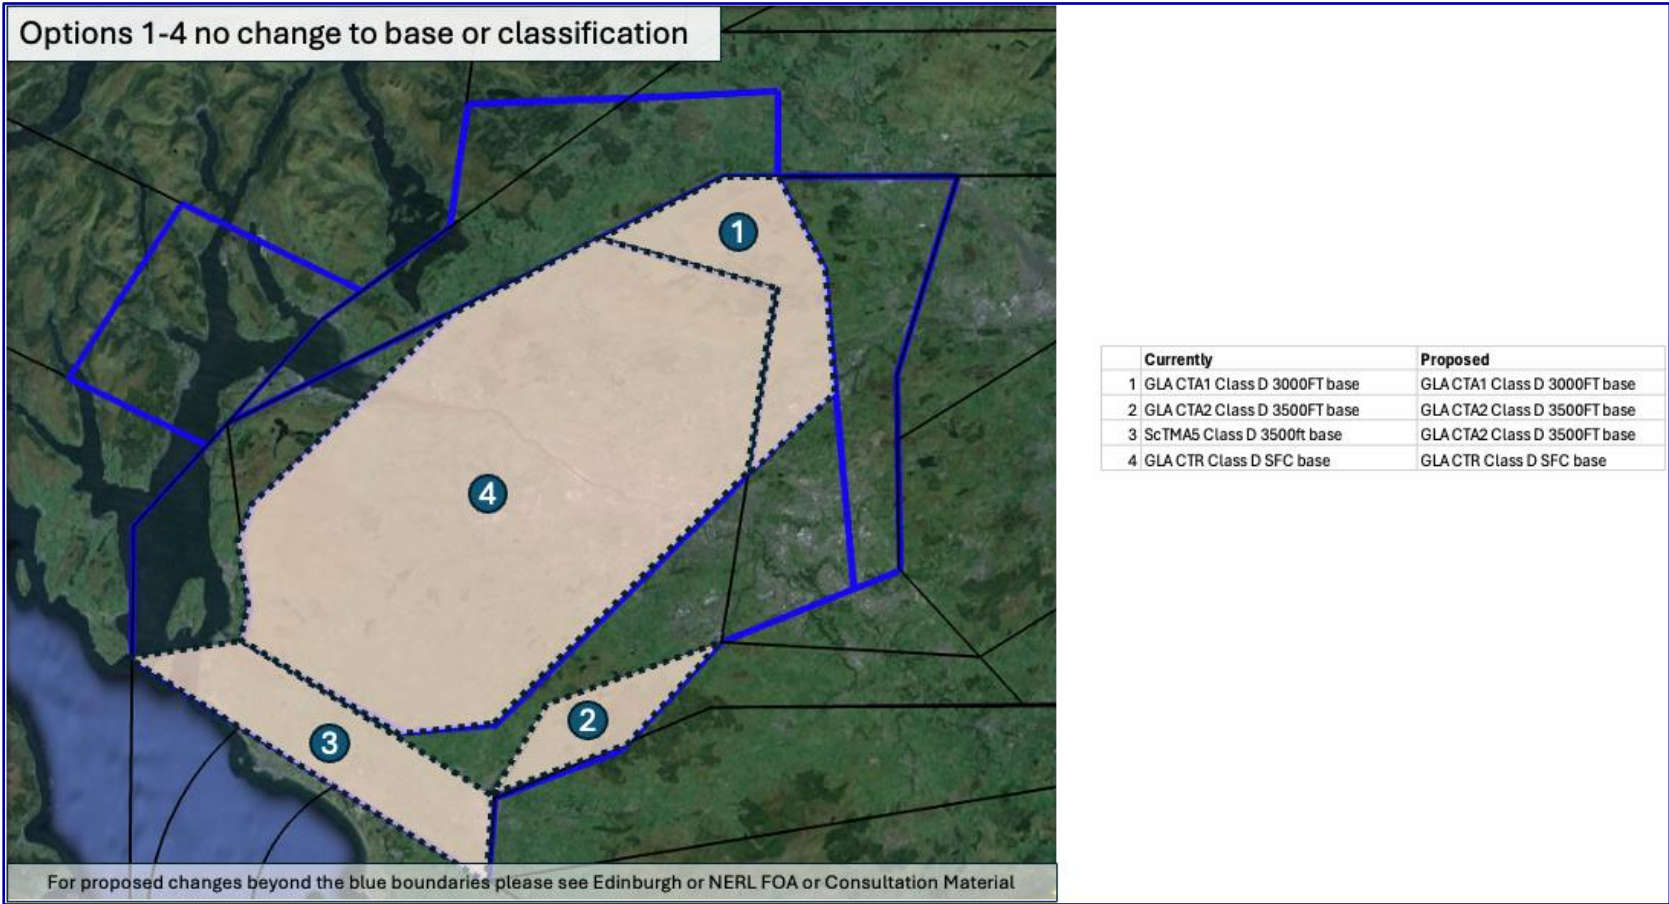 Options 1-4 no change to base or classification
1
4
2
3
For proposed changes beyond the blue boundaries please see Edinburgh or NERL FOA or Consultation Material
Currently Proposed
1 GLA CTA1 Class D 3000FT base GLA CTA1 Class D 3000FT base
2 GLA CTA2 Class D 3500FT base GLA CTA2 Class D 3500FT base
3 ScTMA5 Class D 3500ft base GLA CTA2 Class D 3500FT base
4 GLA CTR Class D SFC base GLA CTR Class D SFC base